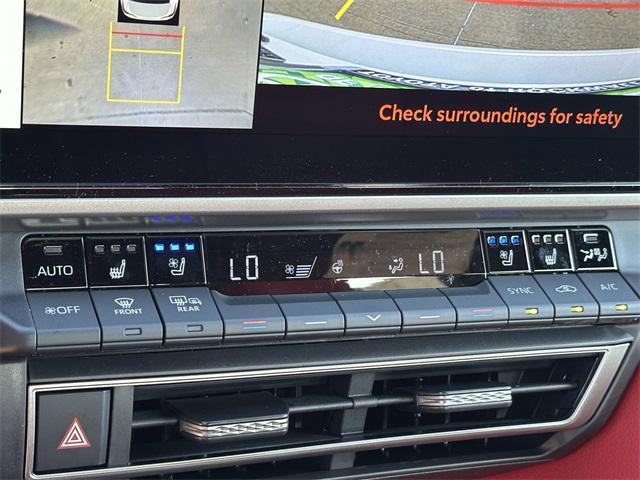 Check surroundings for safety
AUTO
LO
LO
OFF
FRONT
REAR
SYNC
A/C